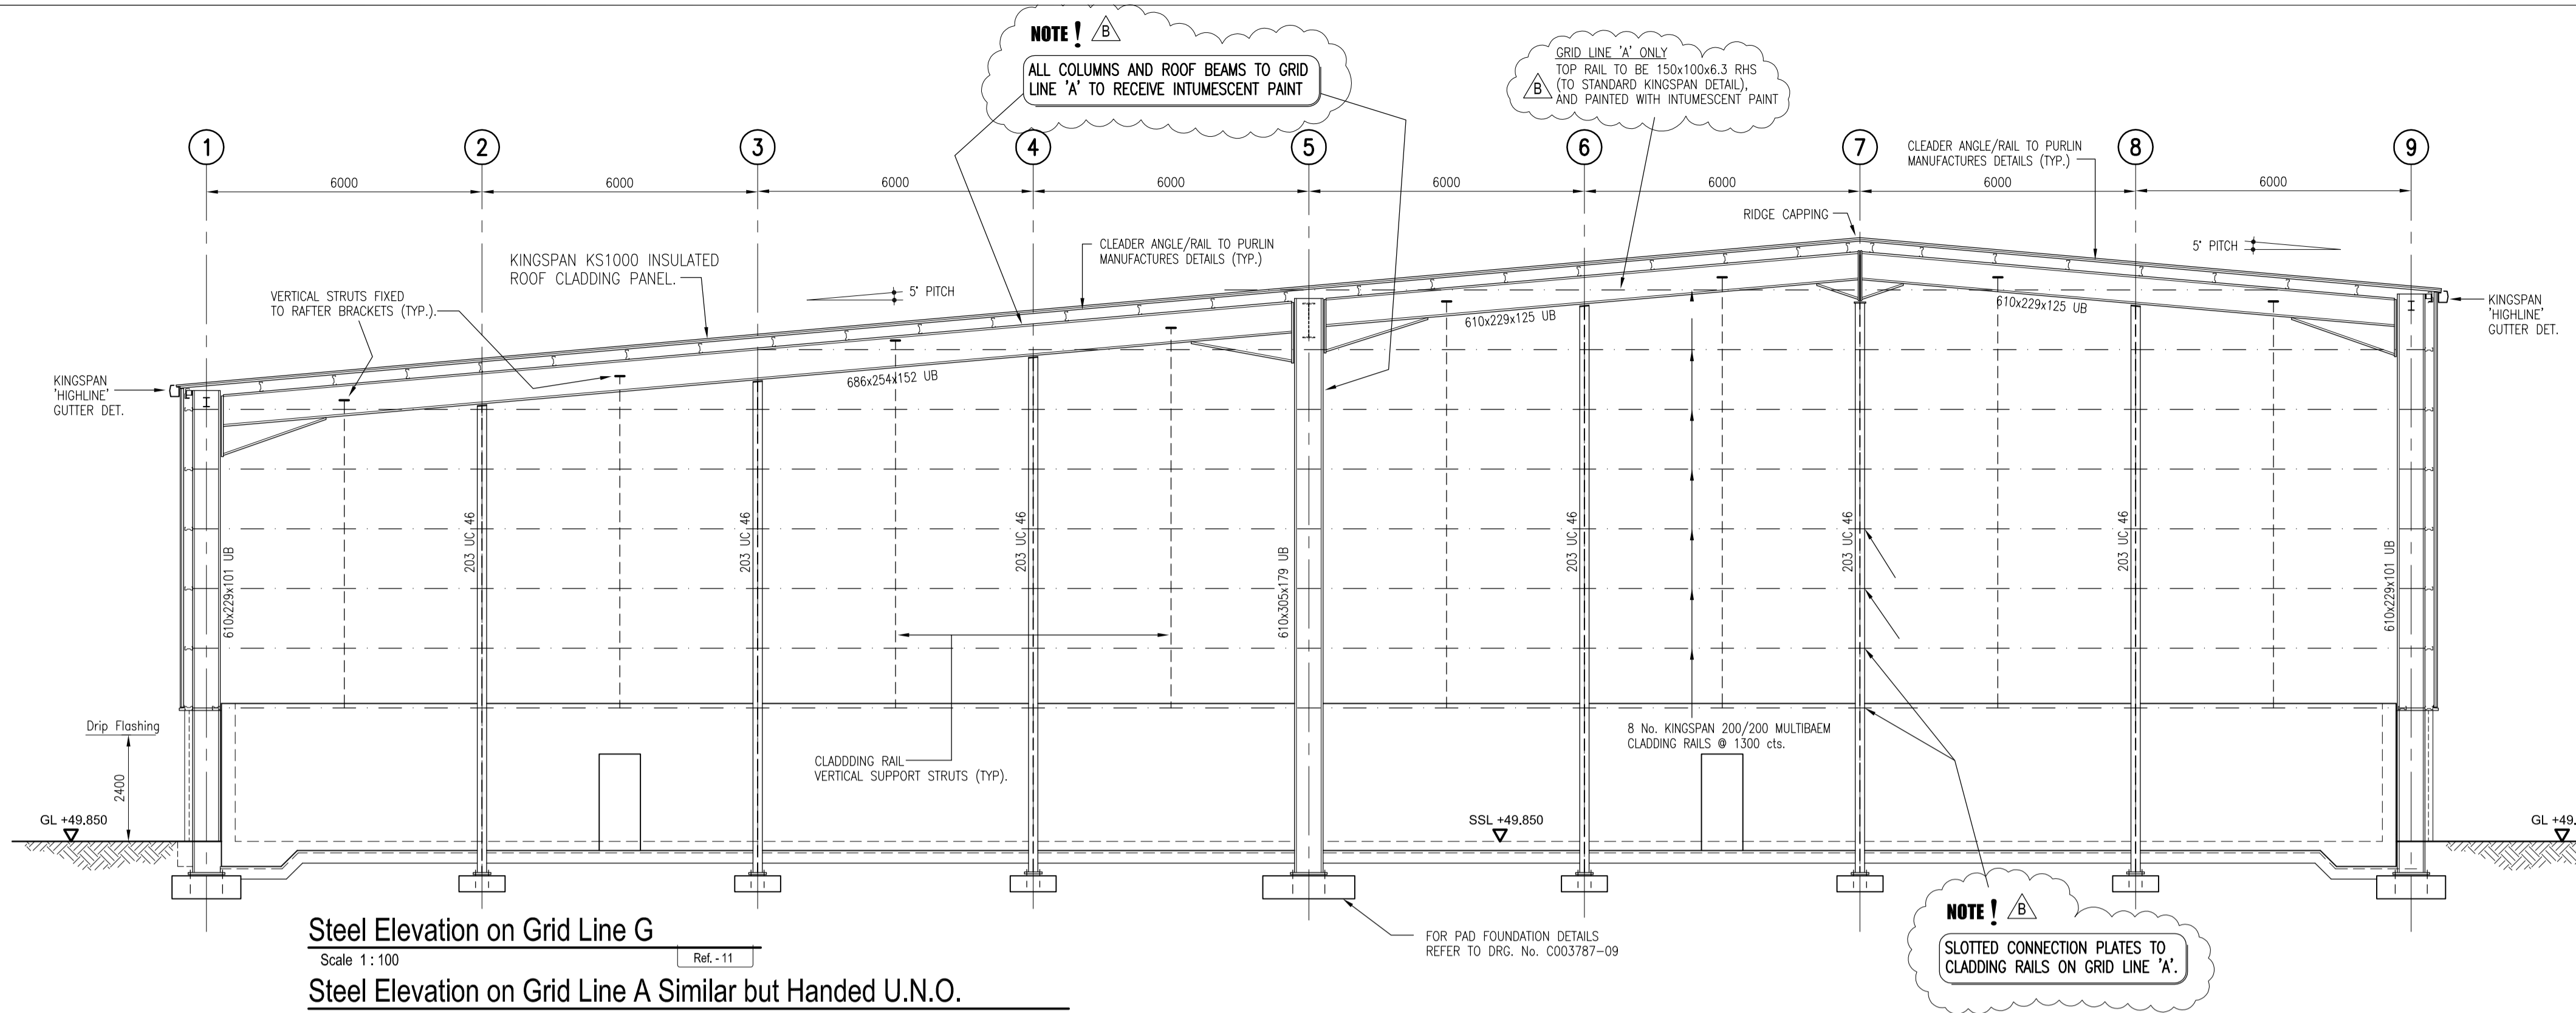 NOTE! B
ALL COLUMNS AND ROOF BEAMS TO GRID
LINE 'A' TO RECEIVE INTUMESCENT PAINT
GRID LINE 'A' ONLY
TOP RAIL TO BE 150x100x6.3 RHS
(TO STANDARD KINGSPAN DETAIL),
B
AND PAINTED WITH INTUMESCENT PAINT
1
2
3
4
5
6
7
8
9
CLEADER ANGLE/RAIL TO PURLIN
MANUFACTURES DETAILS (TYP.)
6000
6000
6000
6000
6000
6000
6000
6000
RIDGE CAPPING
5° PITCH
CLEADER ANGLE/RAIL TO PURLIN
MANUFACTURES DETAILS (TYP.)
KINGSPAN KS1000 INSULATED
ROOF CLADDING PANEL.
5° PITCH
VERTICAL STRUTS FIXED
TO RAFTER BRACKETS (TYP.).
KINGSPAN
'HIGHLINE'
GUTTER DET.
KINGSPAN
'HIGHLINE'
GUTTER DET.
686x254x152 UB
610x229x125 UB
610x229x125 UB
610x229x101 UB
203 UC 46
203 UC 46
203 UC 46
610x305x179 UB
203 UC 46
203 UC 46
203 UC 46
610x229x101 UB
Drip Flashing
2400
GL +49.850
CLADDDING RAIL
VERTICAL SUPPORT STRUTS (TYP).
8 No. KINGSPAN 200/200 MULTIBAEM
CLADDING RAILS @ 1300 cts.
SSL +49.850
GL +49.
FOR PAD FOUNDATION DETAILS
REFER TO DRG. No. C003787-09
NOTE! B
SLOTTED CONNECTION PLATES TO
CLADDING RAILS ON GRID LINE 'A'.
Steel Elevation on Grid Line G
Scale 1 : 100
Ref. - 11
Steel Elevation on Grid Line A Similar but Handed U.N.O.